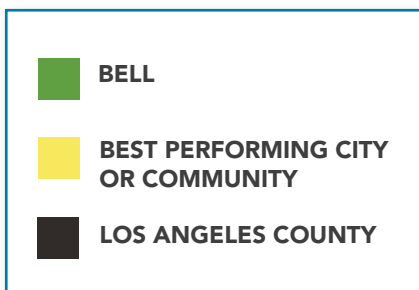 BELL
BEST PERFORMING CITY
OR COMMUNITY
LOS ANGELES COUNTY